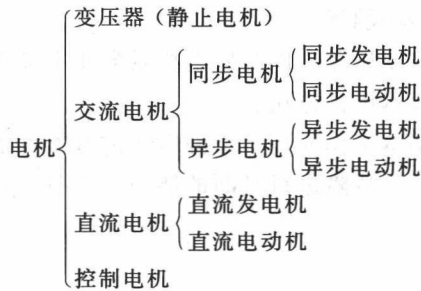 变压器（静止电机）
同步发电机
同步电机
同步电动机
交流电机
异步发电机
异步电机
异步电动机
电机
直流发电机
直流电机
直流电动机
控制电机